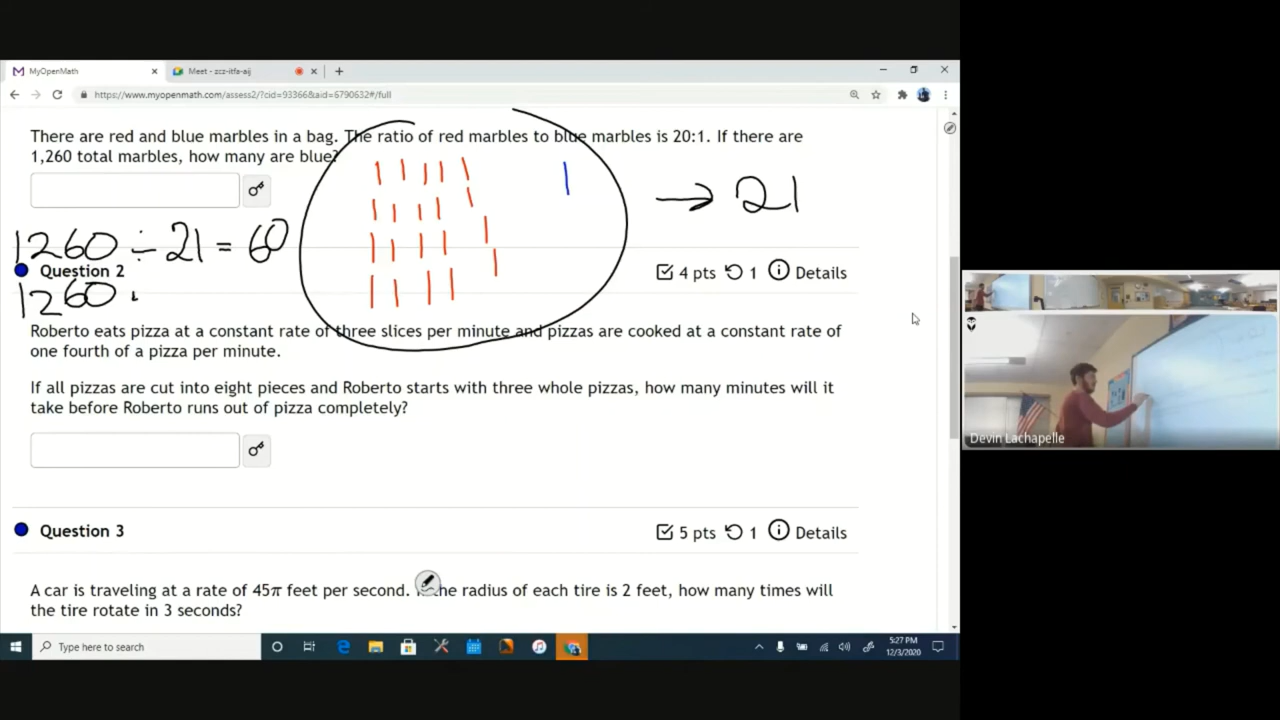 MyOpenMath
Meet - zcz-itfa-aij
https://www.myopenmath.com/assess2/?cid=93366&aid=6790632#/full
There are red and blue marbles in a bag. The ratio of red marbles to blue marbles is 20:1. If there are
1,260 total marbles, how many are blue?
→ 21
1260 ÷ 21 = 60
Question 2
4 pts 1 Details
1260
Roberto eats pizza at a constant rate of three slices per minute and pizzas are cooked at a constant rate of
one fourth of a pizza per minute.
If all pizzas are cut into eight pieces and Roberto starts with three whole pizzas, how many minutes will it
take before Roberto runs out of pizza completely?
Devin Lachapelle
Question 3
5 pts 1 Details
A car is traveling at a rate of 45π feet per second. the radius of each tire is 2 feet, how many times will
the tire rotate in 3 seconds?
Type here to search
5:27 PM
12/3/2020